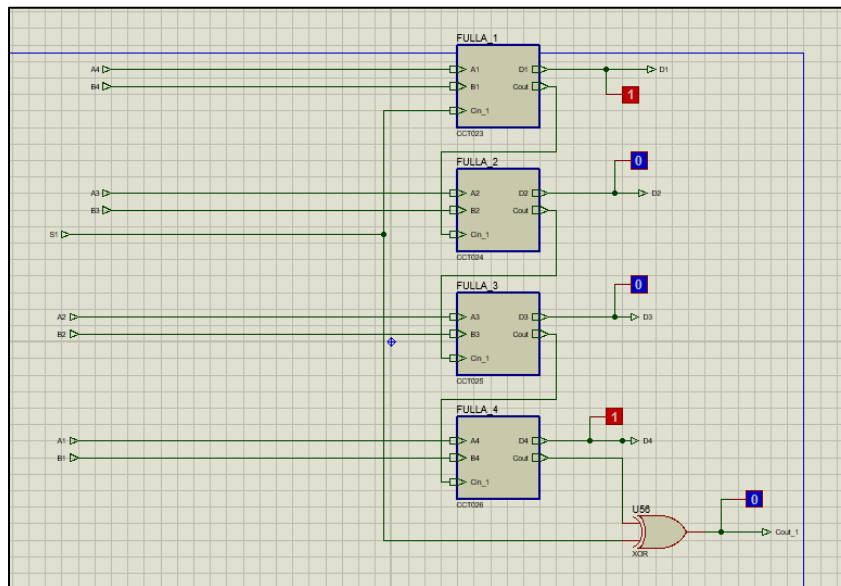 FULLA_1
A4 A1 D1 D1
B4 B1 Cout
1
Cin_1
CCT023
FULLA_2
0
A3 A2 D2 D2
B3 B2 Cout
S1 Cin_1
CCT024
FULLA_3
0
A2 A3 D3 D3
B2 B3 Cout
Cin_1
CCT025
FULLA_4
1
A1 A4 D4 D4
B1 B4 Cout
Cin_1
CCT026
0
U56
Cout_1
XOR